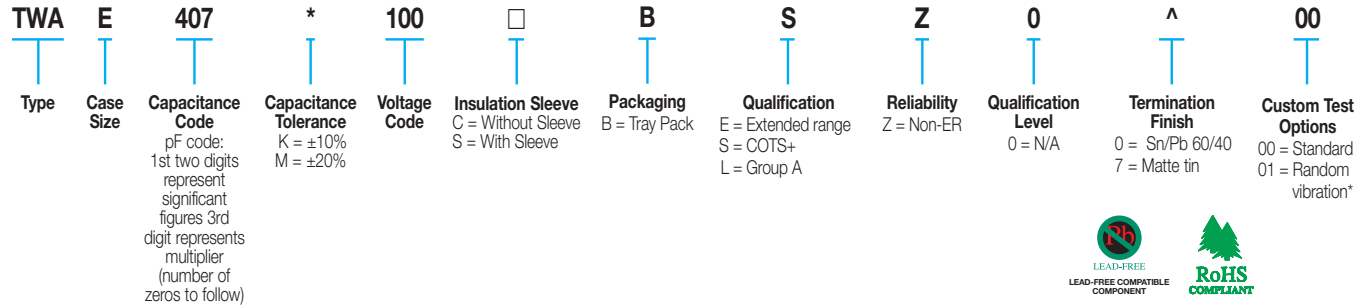 TWA E 407 * 100 □ B S Z 0 ^ 00
Type
Case
Size
Capacitance
Code
pF code:
1st two digits
represent
significant
figures 3rd
digit represents
multiplier
(number of
zeros to follow)
Capacitance
Tolerance
K = ±10%
M = ±20%
Voltage
Code
Insulation Sleeve
C = Without Sleeve
S = With Sleeve
Packaging
B = Tray Pack
Qualification
E = Extended range
S = COTS+
L = Group A
Reliability
Z = Non-ER
Qualification
Level
0 = N/A
Termination
Finish
0 = Sn/Pb 60/40
7 = Matte tin
Custom Test
Options
00 = Standard
01 = Random
vibration*
Pb
LEAD-FREE
LEAD-FREE COMPATIBLE
COMPONENT
RoHS
COMPLIANT